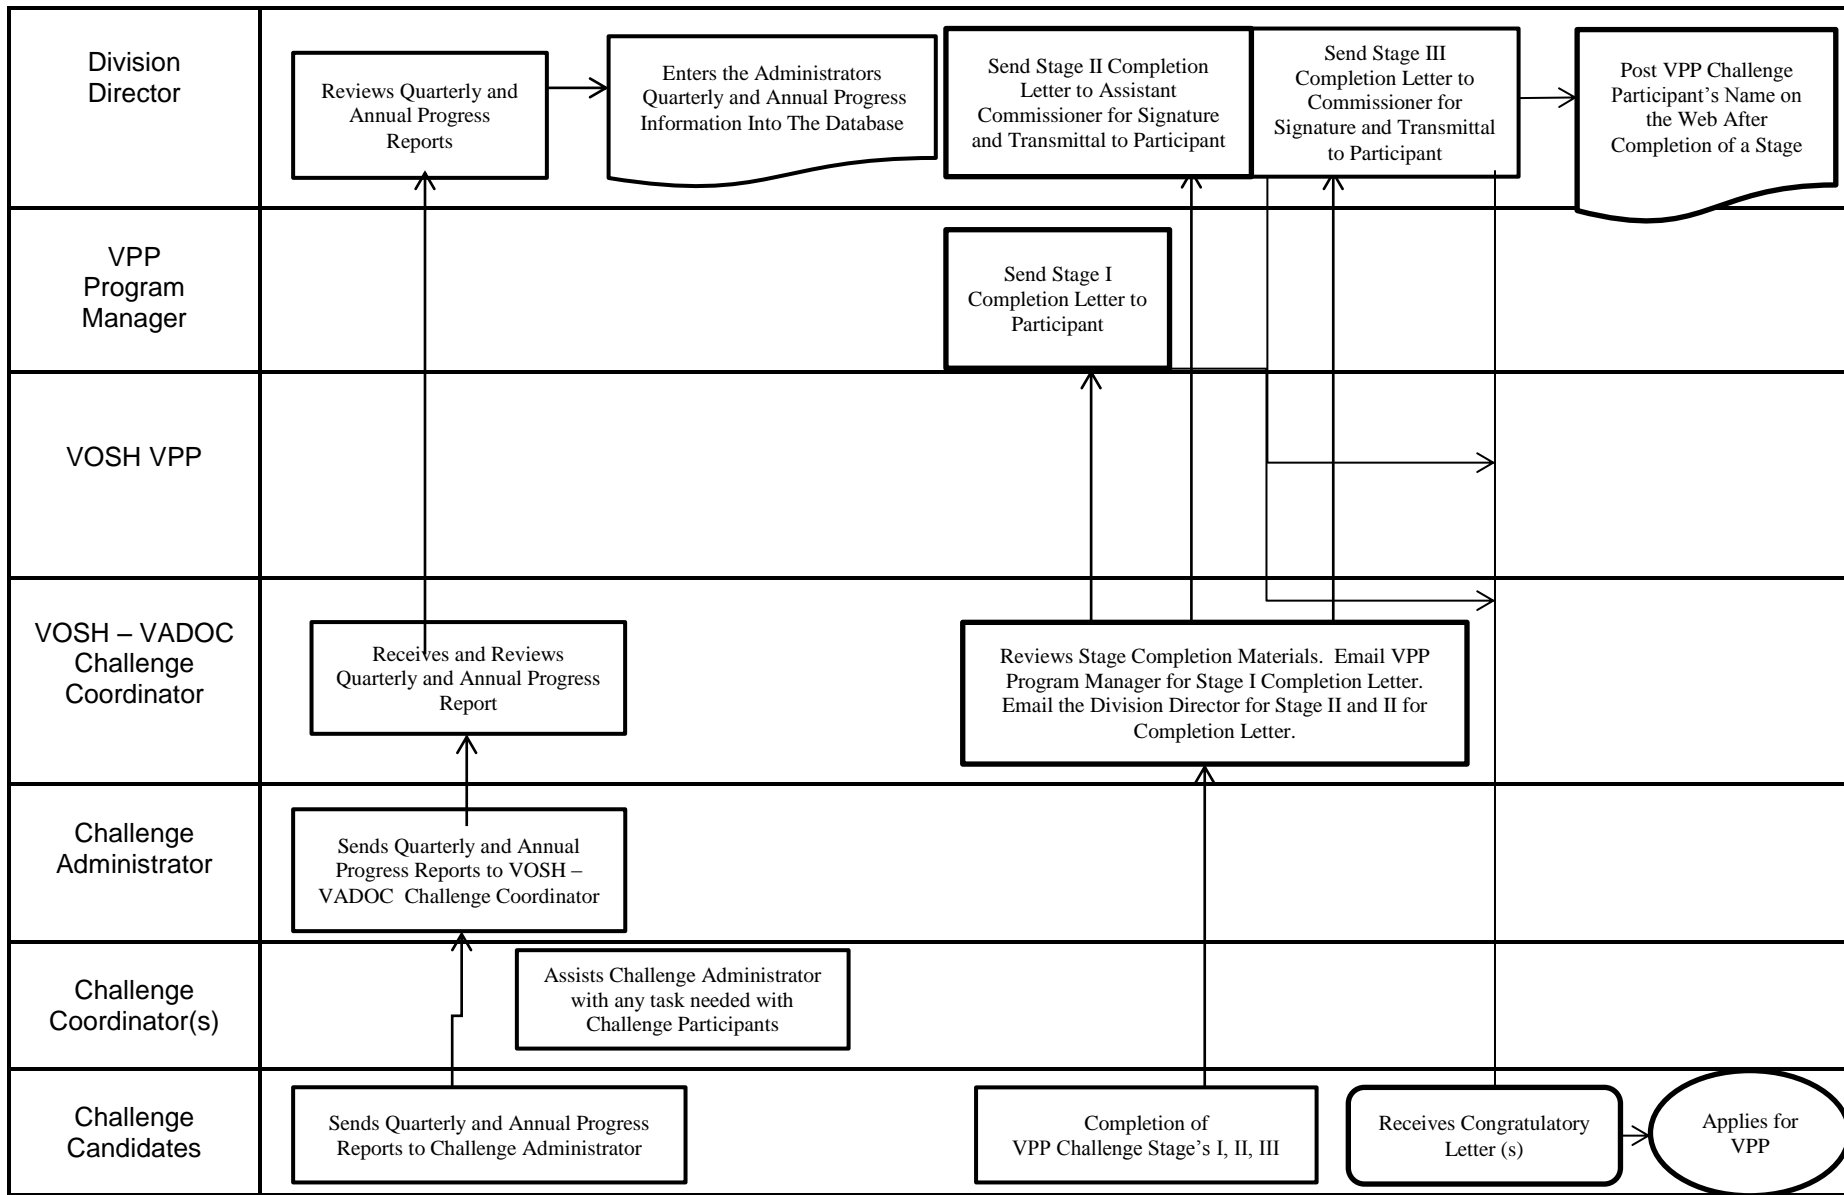 Division
Director
Reviews Quarterly and
Annual Progress
Reports
Enters the Administrators
Quarterly and Annual Progress
Information Into The Database
Send Stage II Completion
Letter to Assistant
Commissioner for Signature
and Transmittal to Participant
Send Stage III
Completion Letter to
Commissioner for
Signature and Transmittal
to Participant
Post VPP Challenge
Participant’s Name on
the Web After
Completion of a Stage
VPP
Program
Manager
Send Stage I
Completion Letter to
Participant
VOSH VPP
VOSH – VADOC
Challenge
Coordinator
Receives and Reviews
Quarterly and Annual Progress
Report
Reviews Stage Completion Materials.  Email VPP
Program Manager for Stage I Completion Letter.
Email the Division Director for Stage II and II for
Completion Letter.
Challenge
Administrator
Sends Quarterly and Annual
Progress Reports to VOSH –
VADOC  Challenge Coordinator
Challenge
Coordinator(s)
Assists Challenge Administrator
with any task needed with
Challenge Participants
Challenge
Candidates
Sends Quarterly and Annual Progress
Reports to Challenge Administrator
Completion of
VPP Challenge Stage’s I, II, III
Receives Congratulatory
Letter (s)
Applies for
VPP